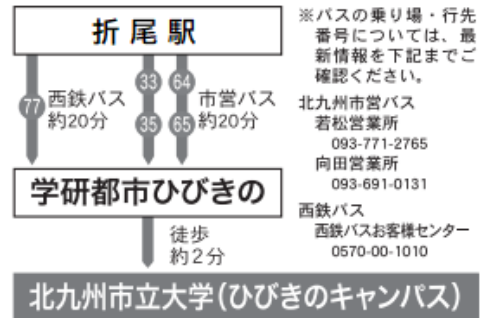 折尾駅
77
西鉄バス
約20分
33
35
64
65
市営バス
約20分
学研都市ひびきの
徒歩
約2分
北九州市立大学(ひびきのキャンパス)
※バスの乗り場・行先
番号については、最
新情報を下記までご
確認ください。
北九州市営バス
若松営業所
093-771-2765
向田営業所
093-691-0131
西鉄バス
西鉄バスお客様センター
0570-00-1010